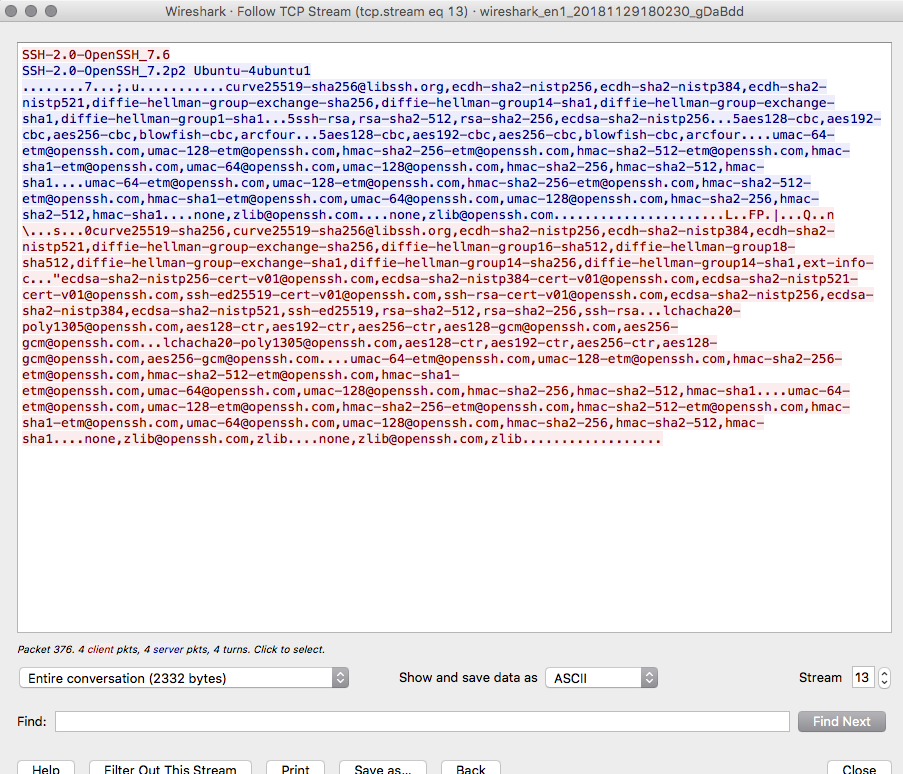 Wireshark · Follow TCP Stream (tcp.stream eq 13) · wireshark_en1_20181129180230_gDaBdd
SSH-2.0-OpenSSH_7.6
SSH-2.0-OpenSSH_7.2p2 Ubuntu-4ubuntu1
........7...;.u...........curve25519-sha256@libssh.org,ecdh-sha2-nistp256,ecdh-sha2-nistp384,ecdh-sha2-
nistp521,diffie-hellman-group-exchange-sha256,diffie-hellman-group14-sha1,diffie-hellman-group-exchange-
sha1,diffie-hellman-group1-sha1...5ssh-rsa,rsa-sha2-512,rsa-sha2-256,ecdsa-sha2-nistp256...5aes128-cbc,aes192-
cbc,aes256-cbc,blowfish-cbc,arcfour...5aes128-cbc,aes192-cbc,aes256-cbc,blowfish-cbc,arcfour....umac-64-
etm@openssh.com,umac-128-etm@openssh.com,hmac-sha2-256-etm@openssh.com,hmac-sha2-512-etm@openssh.com,hmac-
sha1-etm@openssh.com,umac-64@openssh.com,umac-128@openssh.com,hmac-sha2-256,hmac-sha2-512,hmac-
sha1....umac-64-etm@openssh.com,umac-128-etm@openssh.com,hmac-sha2-256-etm@openssh.com,hmac-sha2-512-
etm@openssh.com,hmac-sha1-etm@openssh.com,umac-64@openssh.com,umac-128@openssh.com,hmac-sha2-256,hmac-
sha2-512,hmac-sha1....none,zlib@openssh.com....none,zlib@openssh.com.....................L..FP.|...Q..n
\...s...0curve25519-sha256,curve25519-sha256@libssh.org,ecdh-sha2-nistp256,ecdh-sha2-nistp384,ecdh-sha2-
nistp521,diffie-hellman-group-exchange-sha256,diffie-hellman-group16-sha512,diffie-hellman-group18-
sha512,diffie-hellman-group-exchange-sha1,diffie-hellman-group14-sha256,diffie-hellman-group14-sha1,ext-info-
c..."ecdsa-sha2-nistp256-cert-v01@openssh.com,ecdsa-sha2-nistp384-cert-v01@openssh.com,ecdsa-sha2-nistp521-
cert-v01@openssh.com,ssh-ed25519-cert-v01@openssh.com,ssh-rsa-cert-v01@openssh.com,ecdsa-sha2-nistp256,ecdsa-
sha2-nistp384,ecdsa-sha2-nistp521,ssh-ed25519,rsa-sha2-512,rsa-sha2-256,ssh-rsa...lchacha20-
poly1305@openssh.com,aes128-ctr,aes192-ctr,aes256-ctr,aes128-gcm@openssh.com,aes256-
gcm@openssh.com...lchacha20-poly1305@openssh.com,aes128-ctr,aes192-ctr,aes256-ctr,aes128-
gcm@openssh.com,aes256-gcm@openssh.com....umac-64-etm@openssh.com,umac-128-etm@openssh.com,hmac-sha2-256-
etm@openssh.com,hmac-sha2-512-etm@openssh.com,hmac-sha1-
etm@openssh.com,umac-64@openssh.com,umac-128@openssh.com,hmac-sha2-256,hmac-sha2-512,hmac-sha1....umac-64-
etm@openssh.com,umac-128-etm@openssh.com,hmac-sha2-256-etm@openssh.com,hmac-sha2-512-etm@openssh.com,hmac-
sha1-etm@openssh.com,umac-64@openssh.com,umac-128@openssh.com,hmac-sha2-256,hmac-sha2-512,hmac-
sha1....none,zlib@openssh.com,zlib....none,zlib@openssh.com,zlib.................
Packet 376. 4 client pkts, 4 server pkts, 4 turns. Click to select.
Entire conversation (2332 bytes) Show and save data as ASCII Stream 13
Find: Find Next
Help Filter Out This Stream Print Save as... Back Close